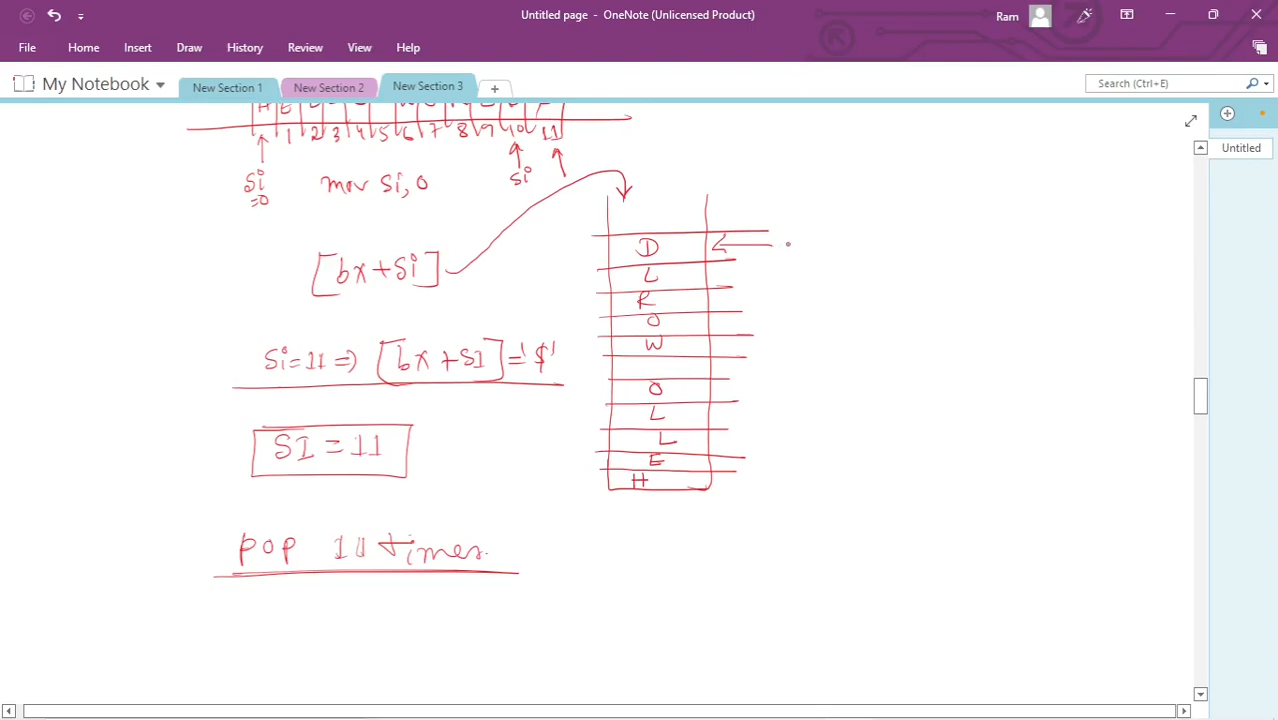 Untitled page - OneNote (Unlicensed Product)
Ram
File Home Insert Draw History Review View Help
My Notebook New Section 1 New Section 2 New Section 3
Search (Ctrl+E)
Untitled
H E
1 2 3 4 5 6 7 8 9 10 11
Si =0
mov Si, 0
Si
[bx+Si]
Si=11 => [bx+SI]='$'
SI = 11
pop 11 times.
D
L
R
O
W
O
L
L
E
H